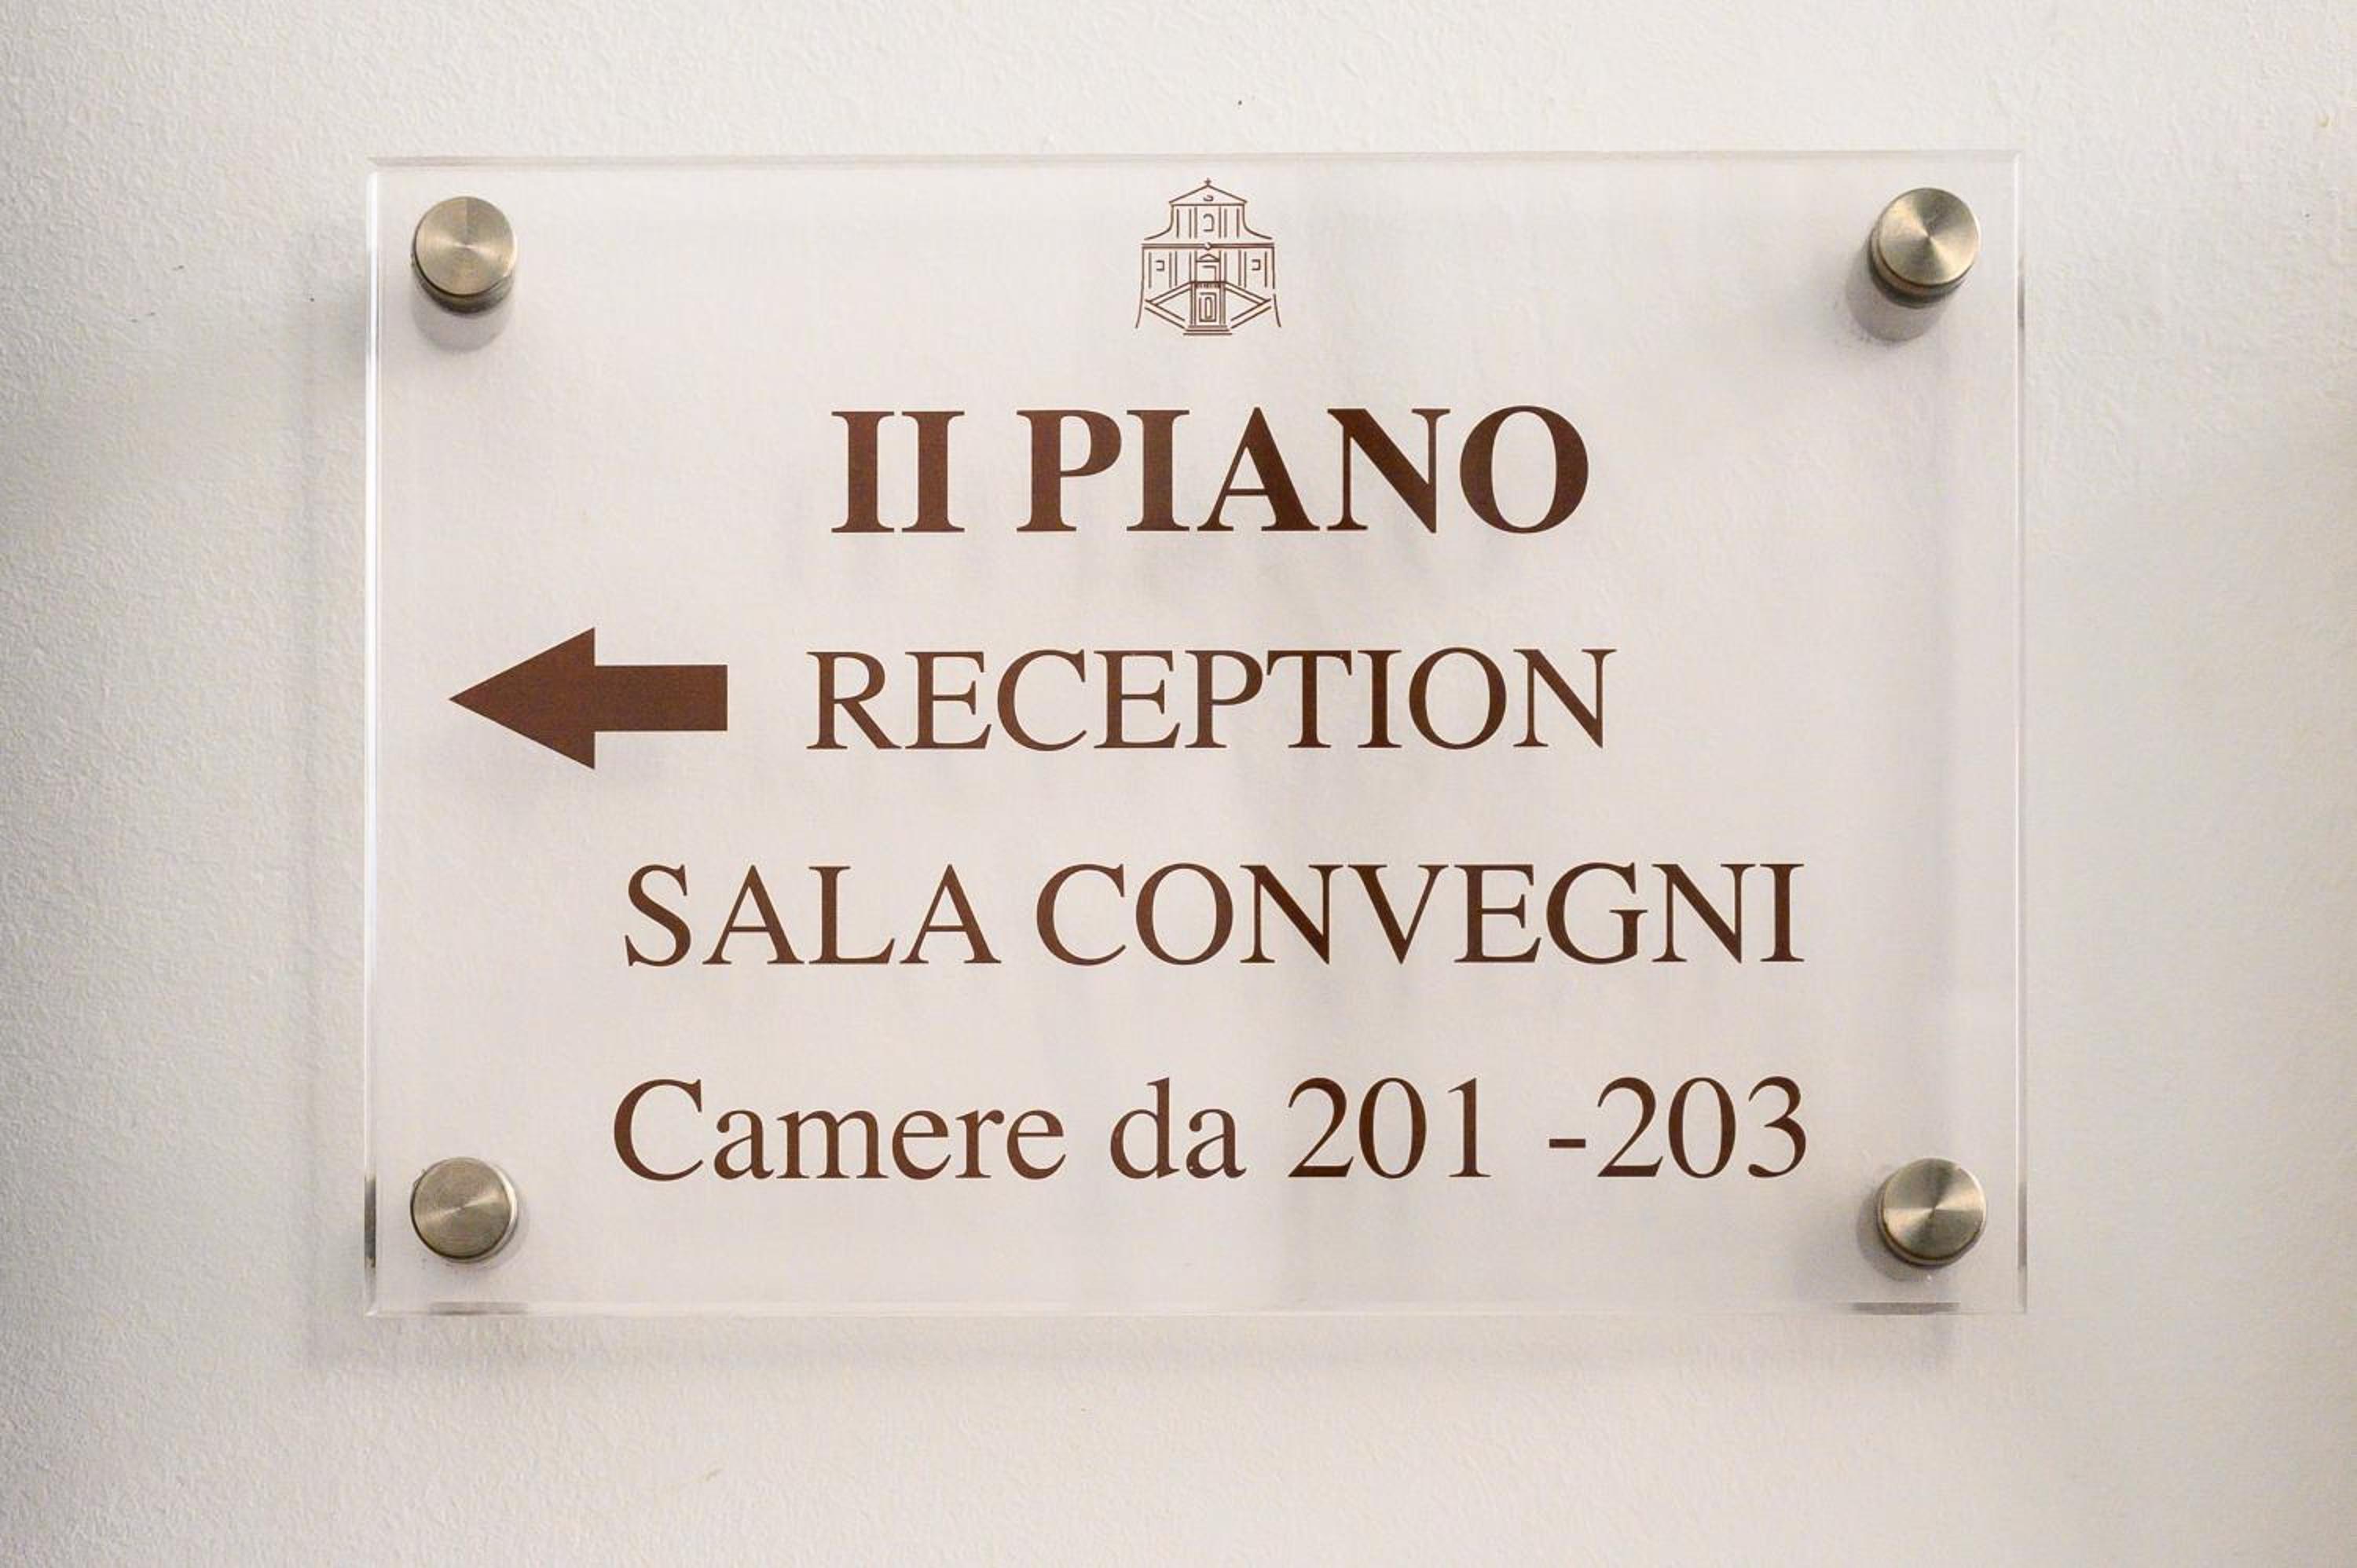 II PIANO
RECEPTION
SALA CONVEGNI
Camere da 201 -203